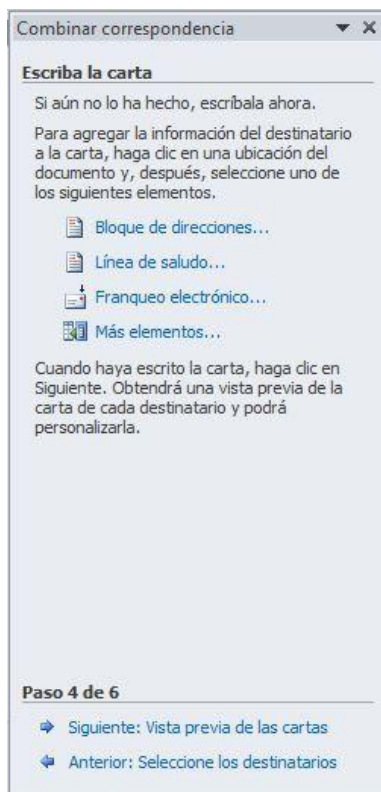 Combinar correspondencia
Escriba la carta
Si aún no lo ha hecho, escríbala ahora.
Para agregar la información del destinatario
a la carta, haga clic en una ubicación del
documento y, después, seleccione uno de
los siguientes elementos.
Bloque de direcciones...
Línea de saludo...
Franqueo electrónico...
Más elementos...
Cuando haya escrito la carta, haga clic en
Siguiente. Obtendrá una vista previa de la
carta de cada destinatario y podrá
personalizarla.
Paso 4 de 6
Siguiente: Vista previa de las cartas
Anterior: Seleccione los destinatarios